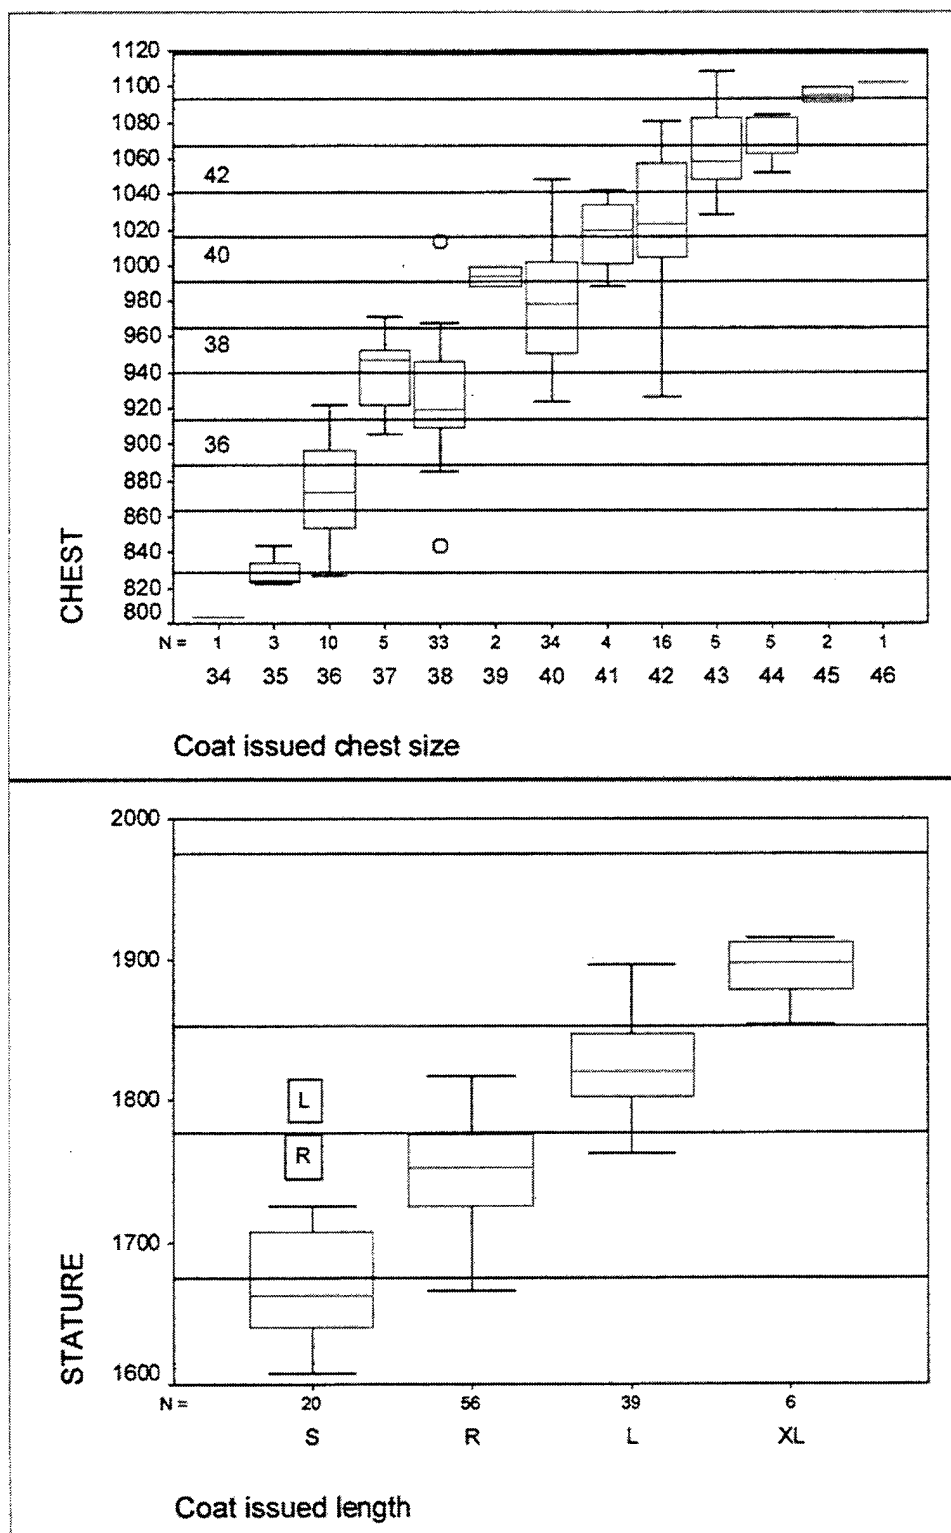 1120
1100
1080
1060
42
1040
1020
40
1000
980
960
38
940
920
900
36
880
860
840
820
800
CHEST
N = 1 3 10 5 33 2 34 4 16 5 5 2 1
34 35 36 37 38 39 40 41 42 43 44 45 46
Coat issued chest size
2000
1900
L
1800
R
1700
1600
STATURE
N = 20 56 39 6
S R L XL
Coat issued length